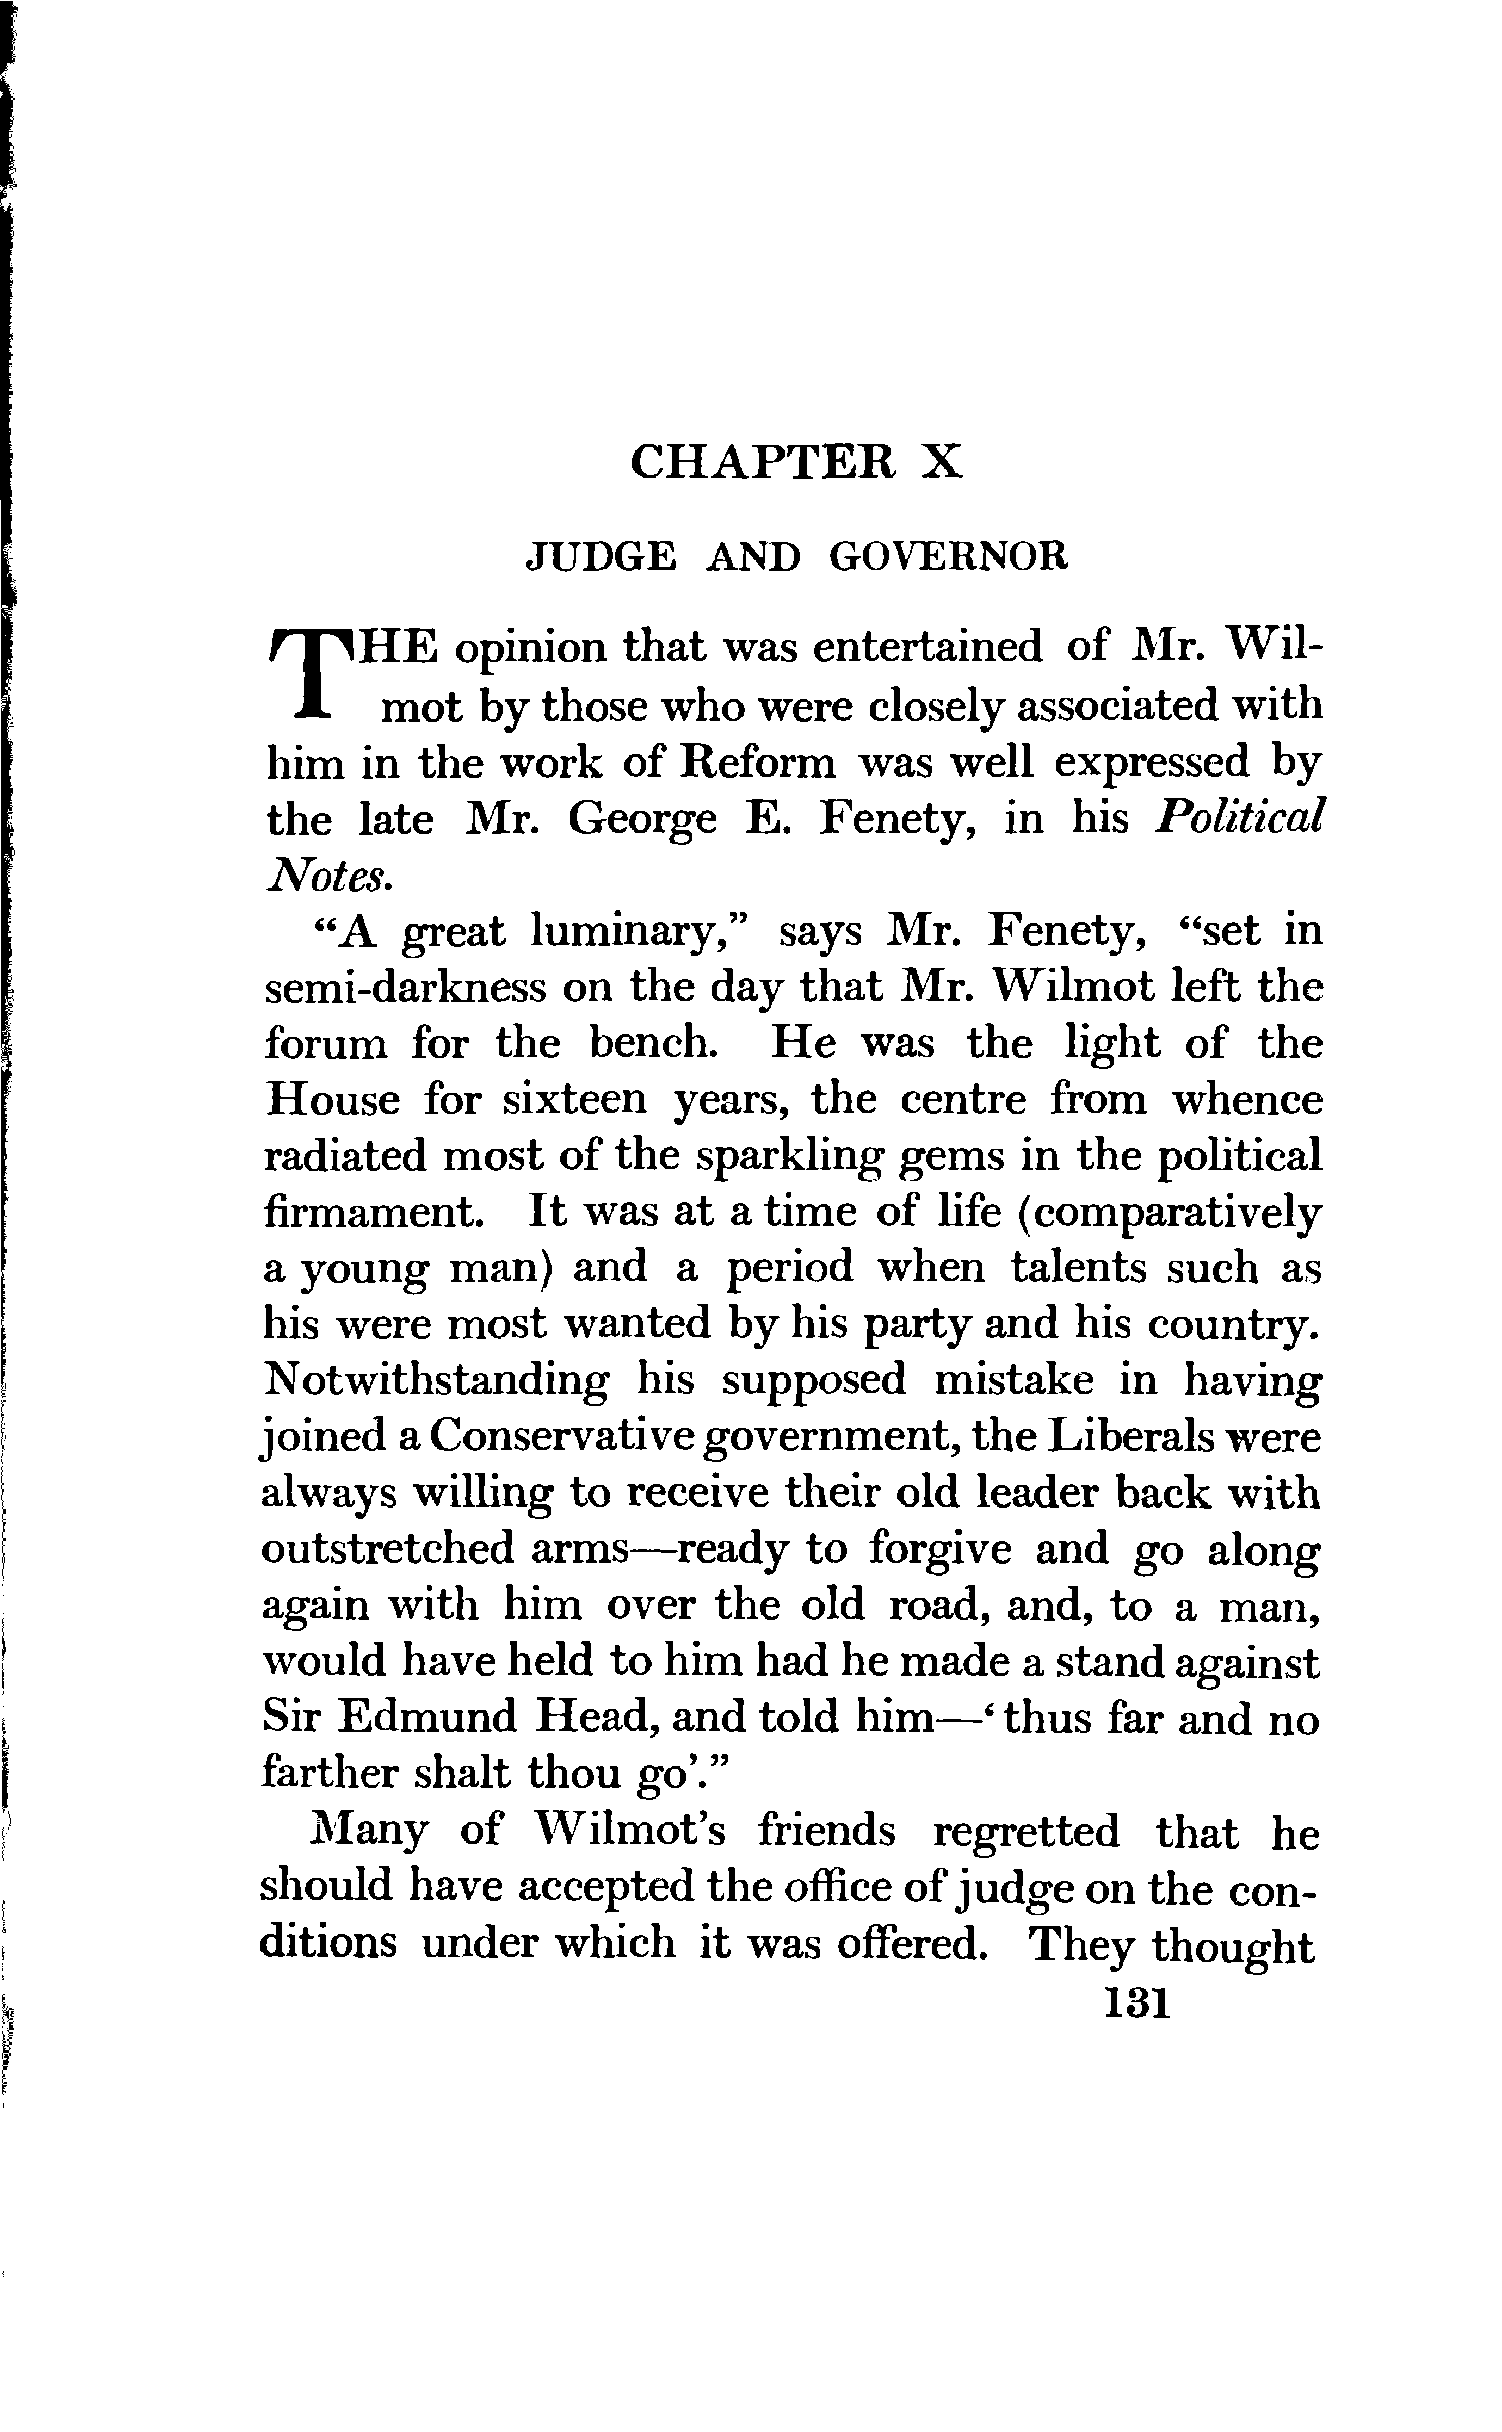 CHAPTER X
JUDGE AND GOVERNOR
THE opinion that was entertained of Mr. Wil-
mot by those who were closely associated with
him in the work of Reform was well expressed by
the late Mr. George E. Fenety, in his Political
Notes.
“A great luminary,” says Mr. Fenety, “set in
semi-darkness on the day that Mr. Wilmot left the
forum for the bench. He was the light of the
House for sixteen years, the centre from whence
radiated most of the sparkling gems in the political
firmament. It was at a time of life (comparatively
a young man) and a period when talents such as
his were most wanted by his party and his country.
Notwithstanding his supposed mistake in having
joined a Conservative government, the Liberals were
always willing to receive their old leader back with
outstretched arms—ready to forgive and go along
again with him over the old road, and, to a man,
would have held to him had he made a stand against
Sir Edmund Head, and told him—‘thus far and no
farther shalt thou go’.”
Many of Wilmot’s friends regretted that he
should have accepted the office of judge on the con-
ditions under which it was offered. They thought
131